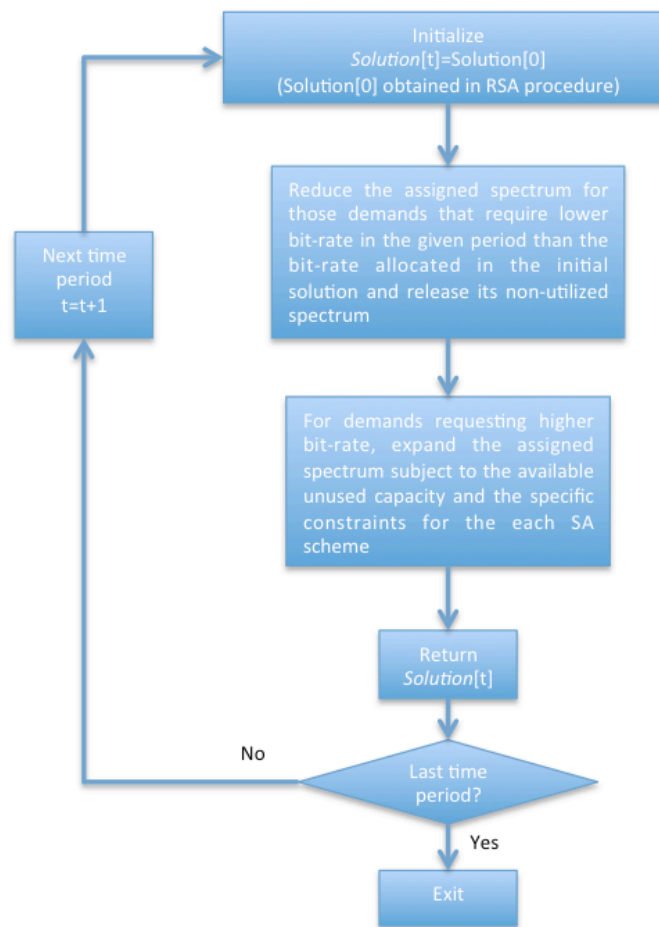 Initialize
Solution[t]=Solution[0]
(Solution[0] obtained in RSA procedure)
Reduce the assigned spectrum for
those demands that require lower
bit-rate in the given period than the
bit-rate allocated in the initial
solution and release its non-utilized
spectrum
Next time
period
t=t+1
For demands requesting higher
bit-rate, expand the assigned
spectrum subject to the available
unused capacity and the specific
constraints for the each SA
scheme
Return
Solution[t]
No
Last time
period?
Yes
Exit